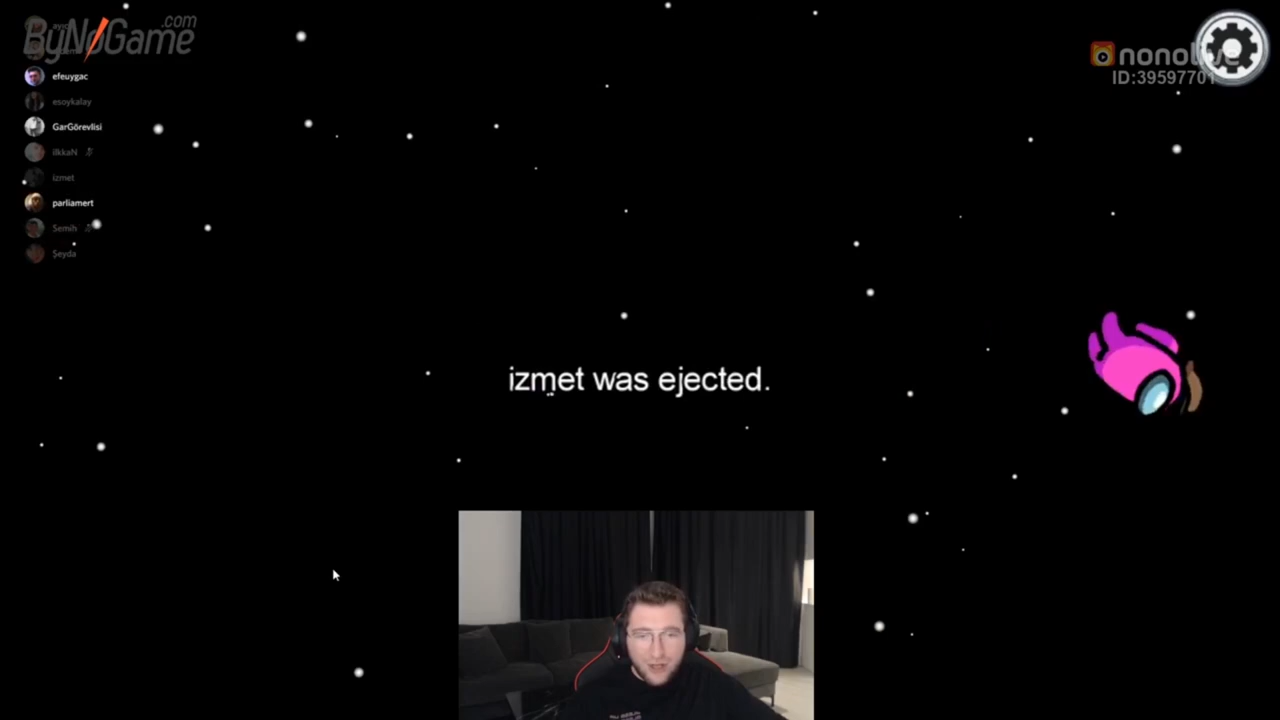 ByNoGame.com
nonolive
ID:39597701
efeuygac
esoykalay
GarGörevlisi
ilkkaN
izmet
parliamert
Semih
Şeyda
izmet was ejected.